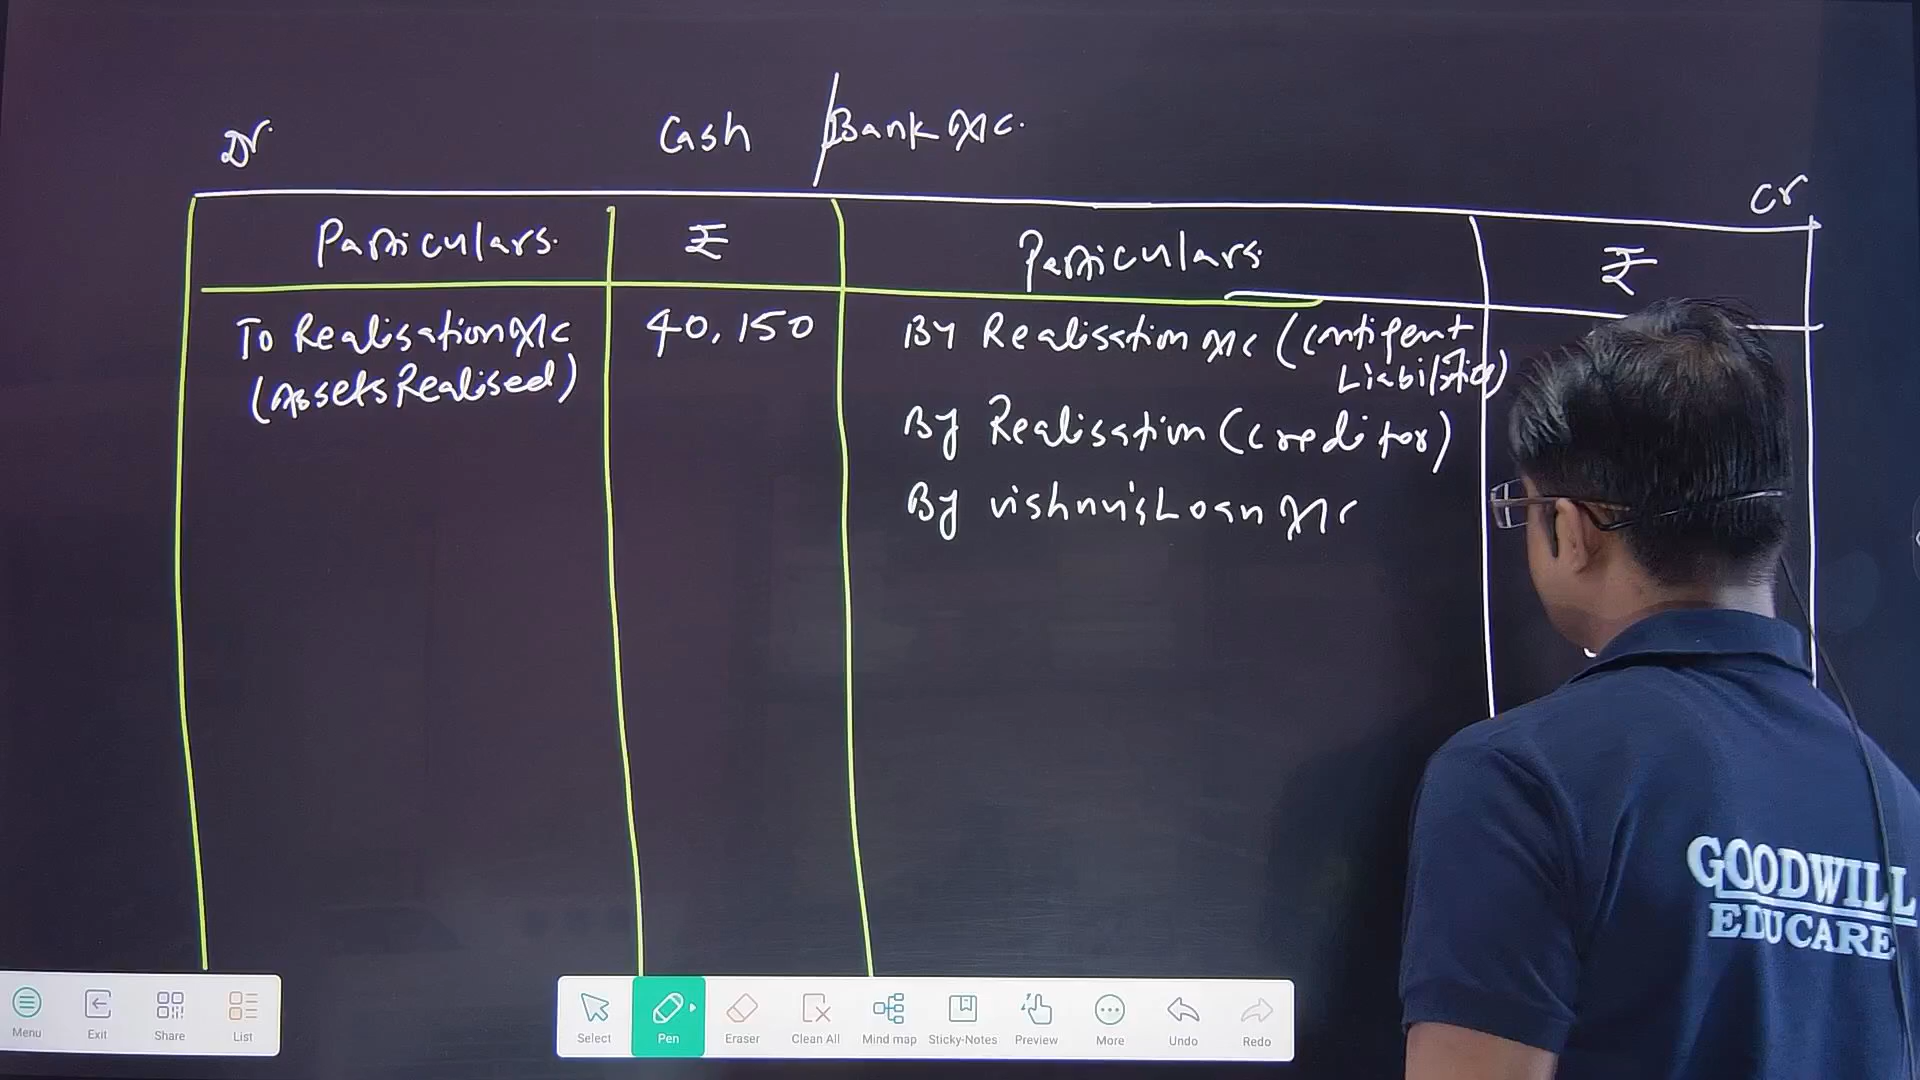 Dr.
Cash / Bank A/c.
Cr
Particulars.
₹
Particulars.
₹
To Realisation A/c
(Assets Realised)
40,150
By Realisation A/c (Contigent
Liabilities)
By Realisation (Creditor)
By vishnu's Loan A/c
GOODWILL
EDUCARE
Menu
Exit
Share
List
Select
Pen
Eraser
Clean All
Mind map
Sticky-Notes
Preview
More
Undo
Redo